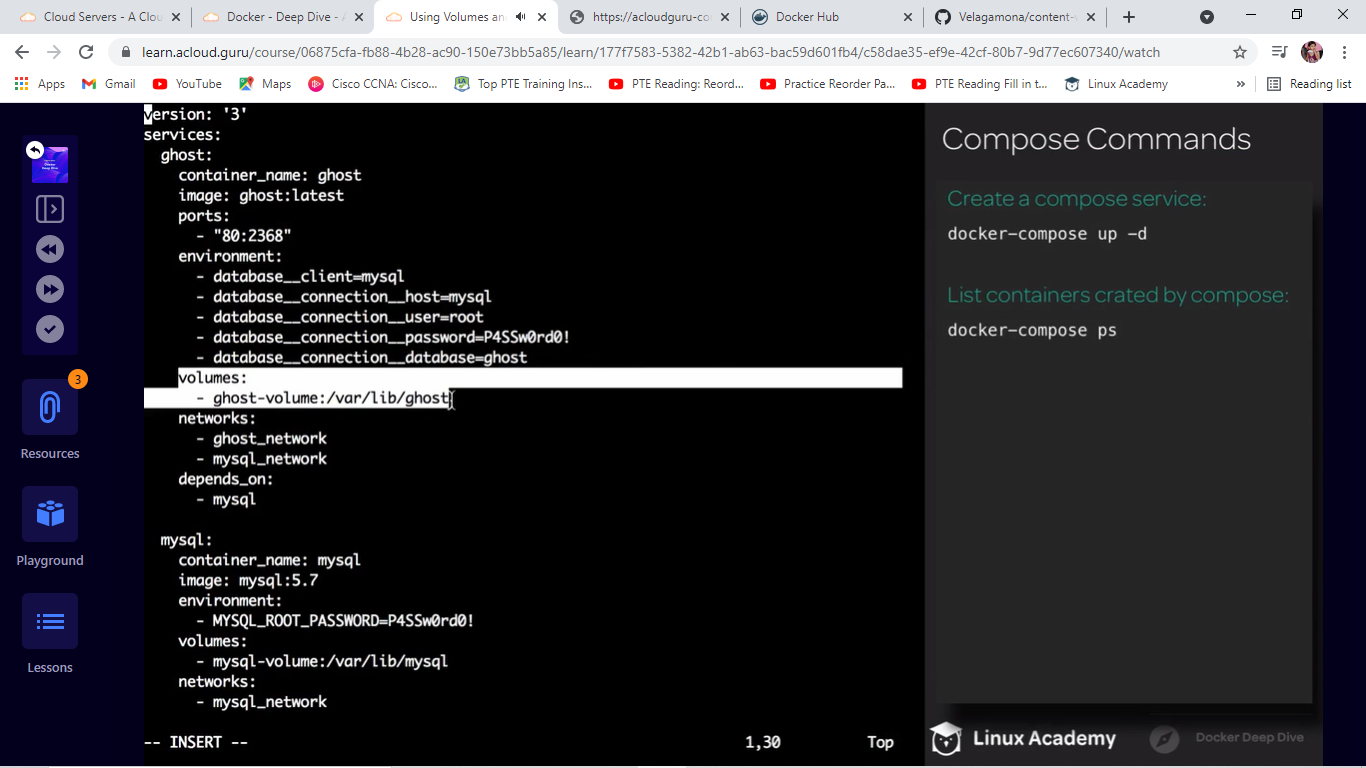 Cloud Servers - A Clou
Docker - Deep Dive - A
Using Volumes an
https://acloudguru-co
Docker Hub
Velagamona/content-
learn.acloud.guru/course/06875cfa-fb88-4b28-ac90-150e73bb5a85/learn/177f7583-5382-42b1-ab63-bac59d601fb4/c58dae35-ef9e-42cf-80b7-9d77ec607340/watch
Apps
Gmail
YouTube
Maps
Cisco CCNA: Cisco...
Top PTE Training Ins...
PTE Reading: Reord...
Practice Reorder Pa...
PTE Reading Fill in t...
Linux Academy
»
Reading list
Docker
Deep Dive
3
Resources
Playground
Lessons
version: '3'
services:
ghost:
container_name: ghost
image: ghost:latest
ports:
- "80:2368"
environment:
- database__client=mysql
- database__connection__host=mysql
- database__connection__user=root
- database__connection__password=P4SSw0rd0!
- database__connection__database=ghost
volumes:
- ghost-volume:/var/lib/ghost
networks:
- ghost_network
- mysql_network
depends_on:
- mysql
mysql:
container_name: mysql
image: mysql:5.7
environment:
- MYSQL_ROOT_PASSWORD=P4SSw0rd0!
volumes:
- mysql-volume:/var/lib/mysql
networks:
- mysql_network
-- INSERT -- 1,30 Top
Compose Commands
Create a compose service:
docker-compose up -d
List containers crated by compose:
docker-compose ps
Linux Academy
Docker Deep Dive